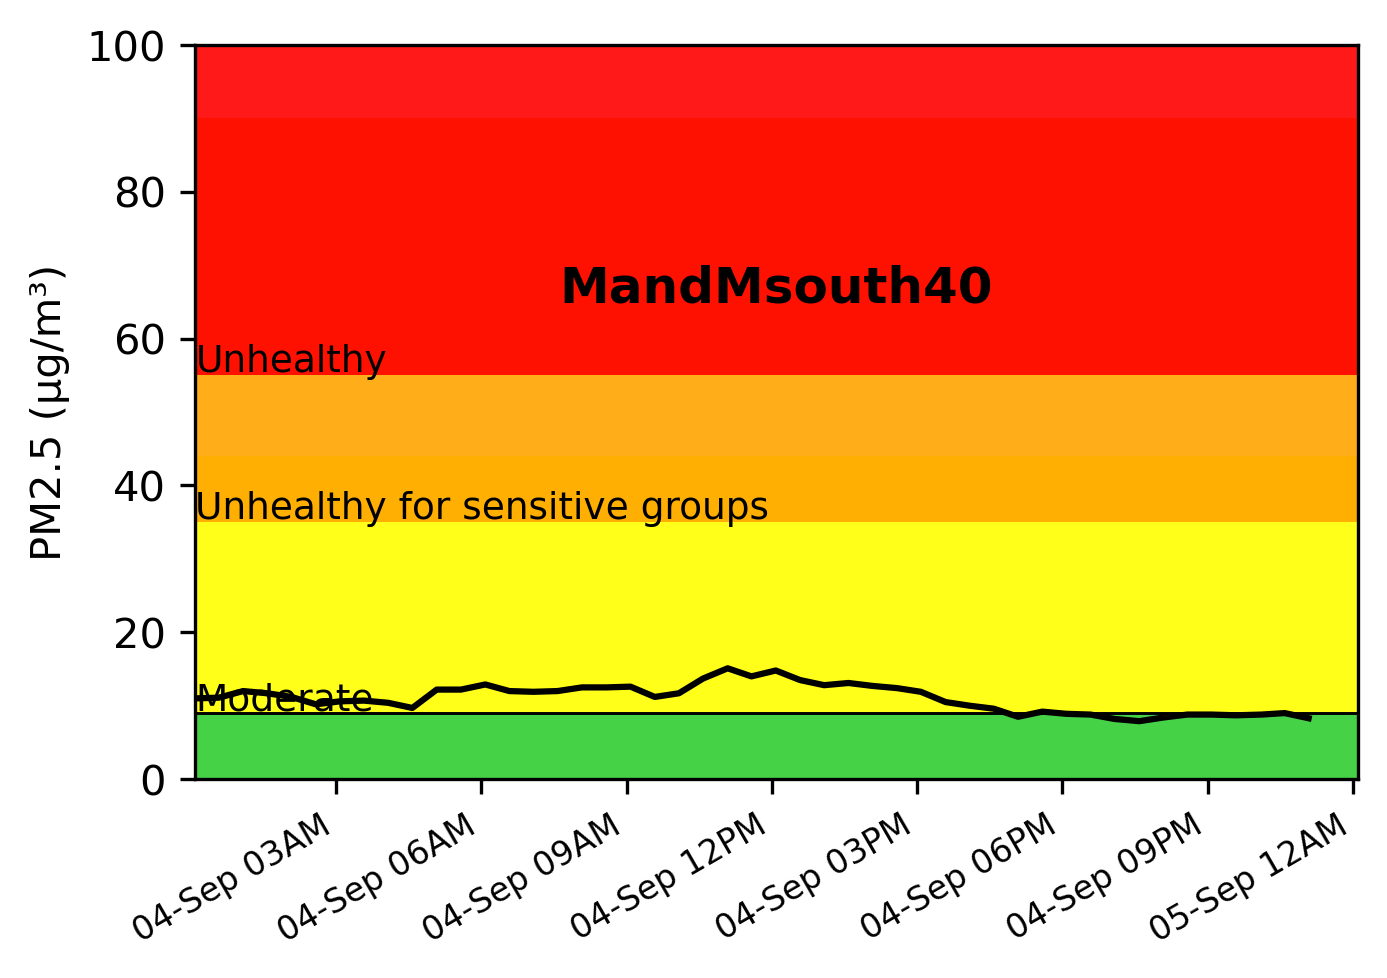 100
80
60
40
20
0
PM2.5 (µg/m³)
MandMsouth40
Unhealthy
Unhealthy for sensitive groups
Moderate
04-Sep 03AM
04-Sep 06AM
04-Sep 09AM
04-Sep 12PM
04-Sep 03PM
04-Sep 06PM
04-Sep 09PM
05-Sep 12AM